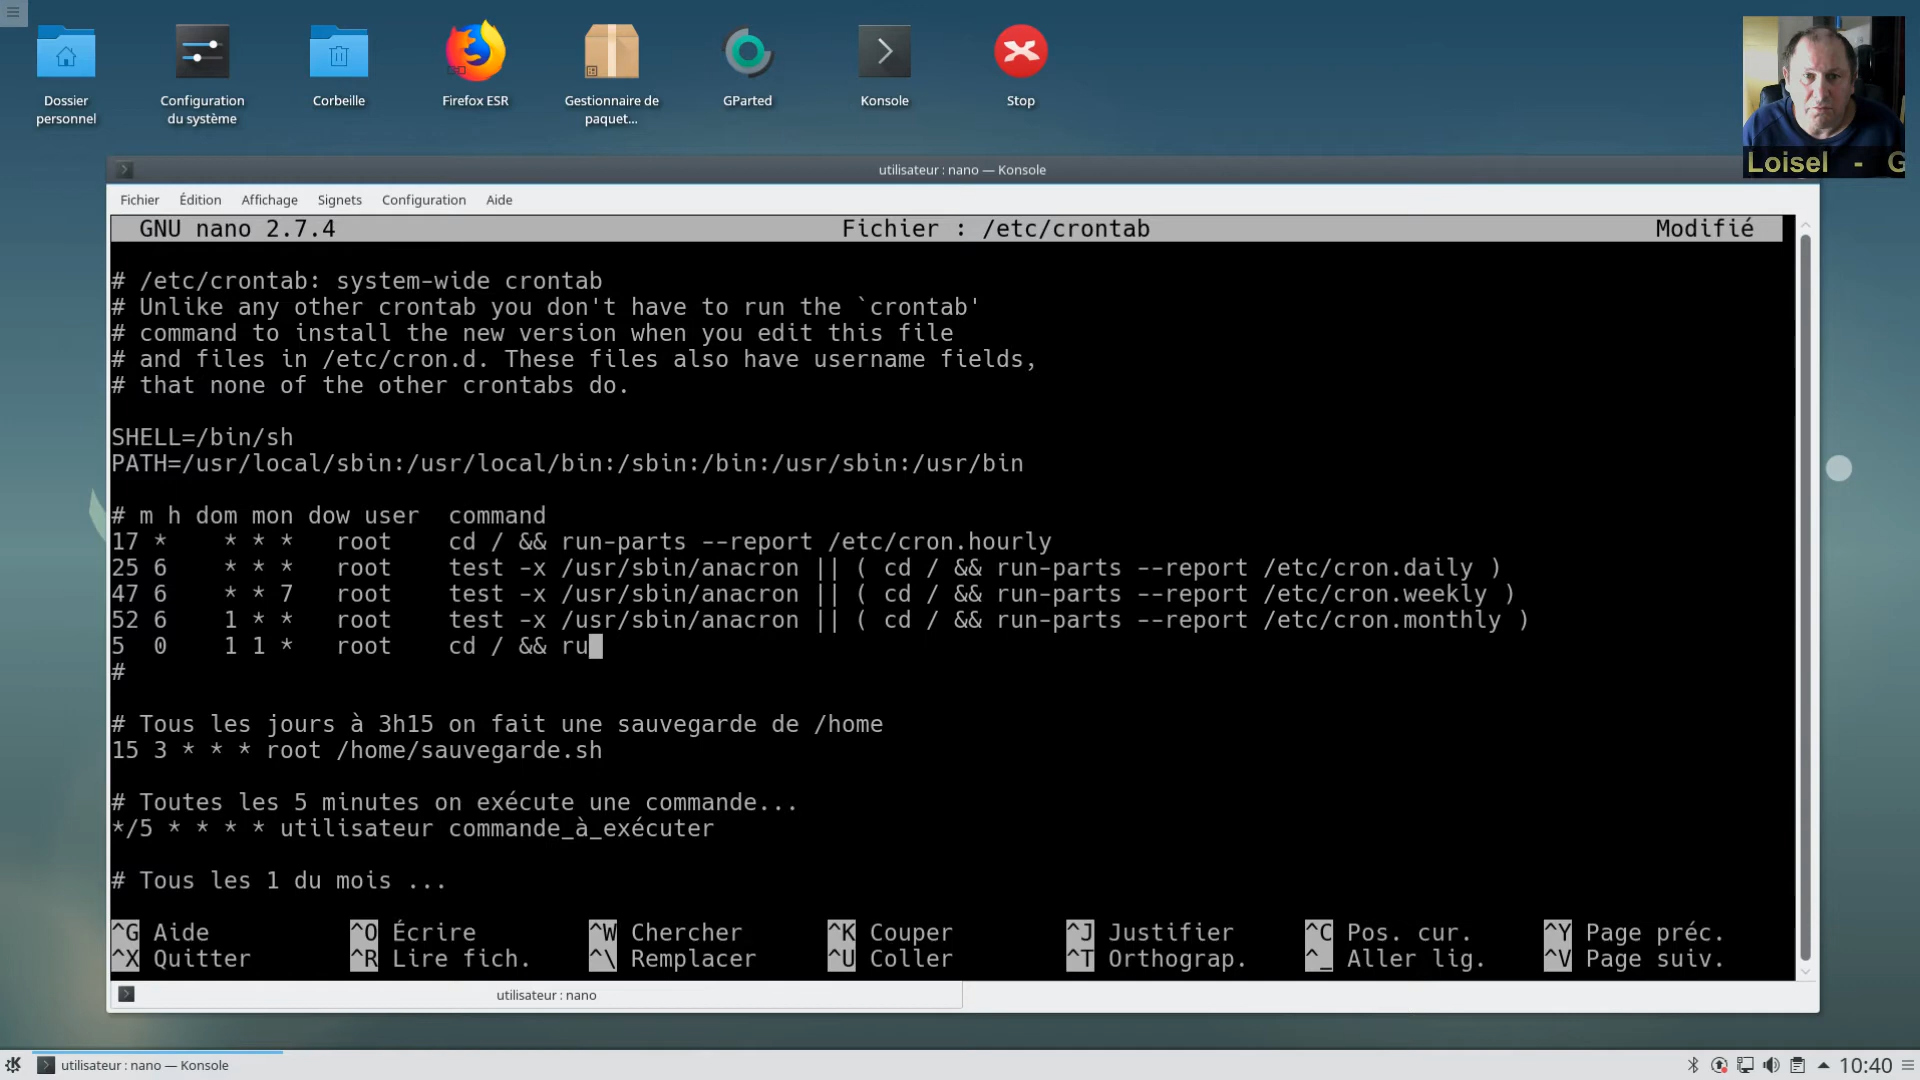 Dossier
personnel
Configuration
du système
Corbeille
Firefox ESR
Gestionnaire de
paquet...
GParted
Konsole
Stop
Loisel - G
utilisateur : nano — Konsole
Fichier Édition Affichage Signets Configuration Aide
GNU nano 2.7.4 Fichier : /etc/crontab Modifié
# /etc/crontab: system-wide crontab
# Unlike any other crontab you don't have to run the `crontab'
# command to install the new version when you edit this file
# and files in /etc/cron.d. These files also have username fields,
# that none of the other crontabs do.
SHELL=/bin/sh
PATH=/usr/local/sbin:/usr/local/bin:/sbin:/bin:/usr/sbin:/usr/bin
# m h dom mon dow user  command
17 *    * * *   root    cd / && run-parts --report /etc/cron.hourly
25 6    * * *   root    test -x /usr/sbin/anacron || ( cd / && run-parts --report /etc/cron.daily )
47 6    * * 7   root    test -x /usr/sbin/anacron || ( cd / && run-parts --report /etc/cron.weekly )
52 6    1 * *   root    test -x /usr/sbin/anacron || ( cd / && run-parts --report /etc/cron.monthly )
5  0    1 1 *   root    cd / && ru
#
# Tous les jours à 3h15 on fait une sauvegarde de /home
15 3 * * * root /home/sauvegarde.sh
# Toutes les 5 minutes on exécute une commande...
*/5 * * * * utilisateur commande_à_exécuter
# Tous les 1 du mois ...
^G Aide ^O Écrire ^W Chercher ^K Couper ^J Justifier ^C Pos. cur. ^Y Page préc.
^X Quitter ^R Lire fich. ^\ Remplacer ^U Coller ^T Orthograp. ^_ Aller lig. ^V Page suiv.
utilisateur : nano
utilisateur : nano — Konsole
10:40